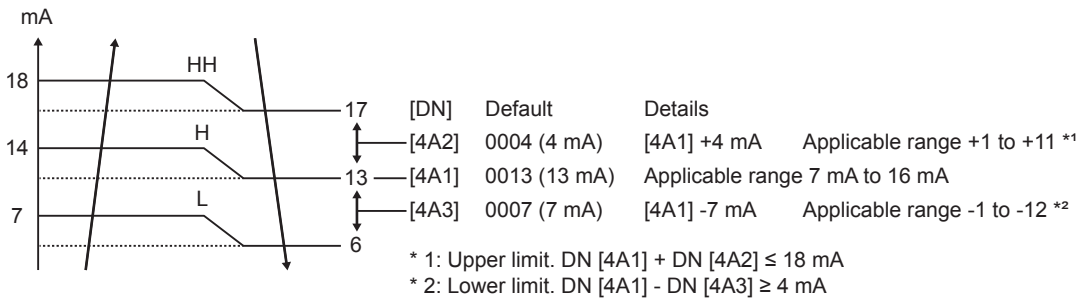 mA
18
HH
17 [DN] Default Details
[4A2] 0004 (4 mA) [4A1] +4 mA Applicable range +1 to +11 *¹
14
H
13 [4A1] 0013 (13 mA) Applicable range 7 mA to 16 mA
7
L
[4A3] 0007 (7 mA) [4A1] -7 mA Applicable range -1 to -12 *²
6
* 1: Upper limit. DN [4A1] + DN [4A2] ≤ 18 mA
* 2: Lower limit. DN [4A1] - DN [4A3] ≥ 4 mA